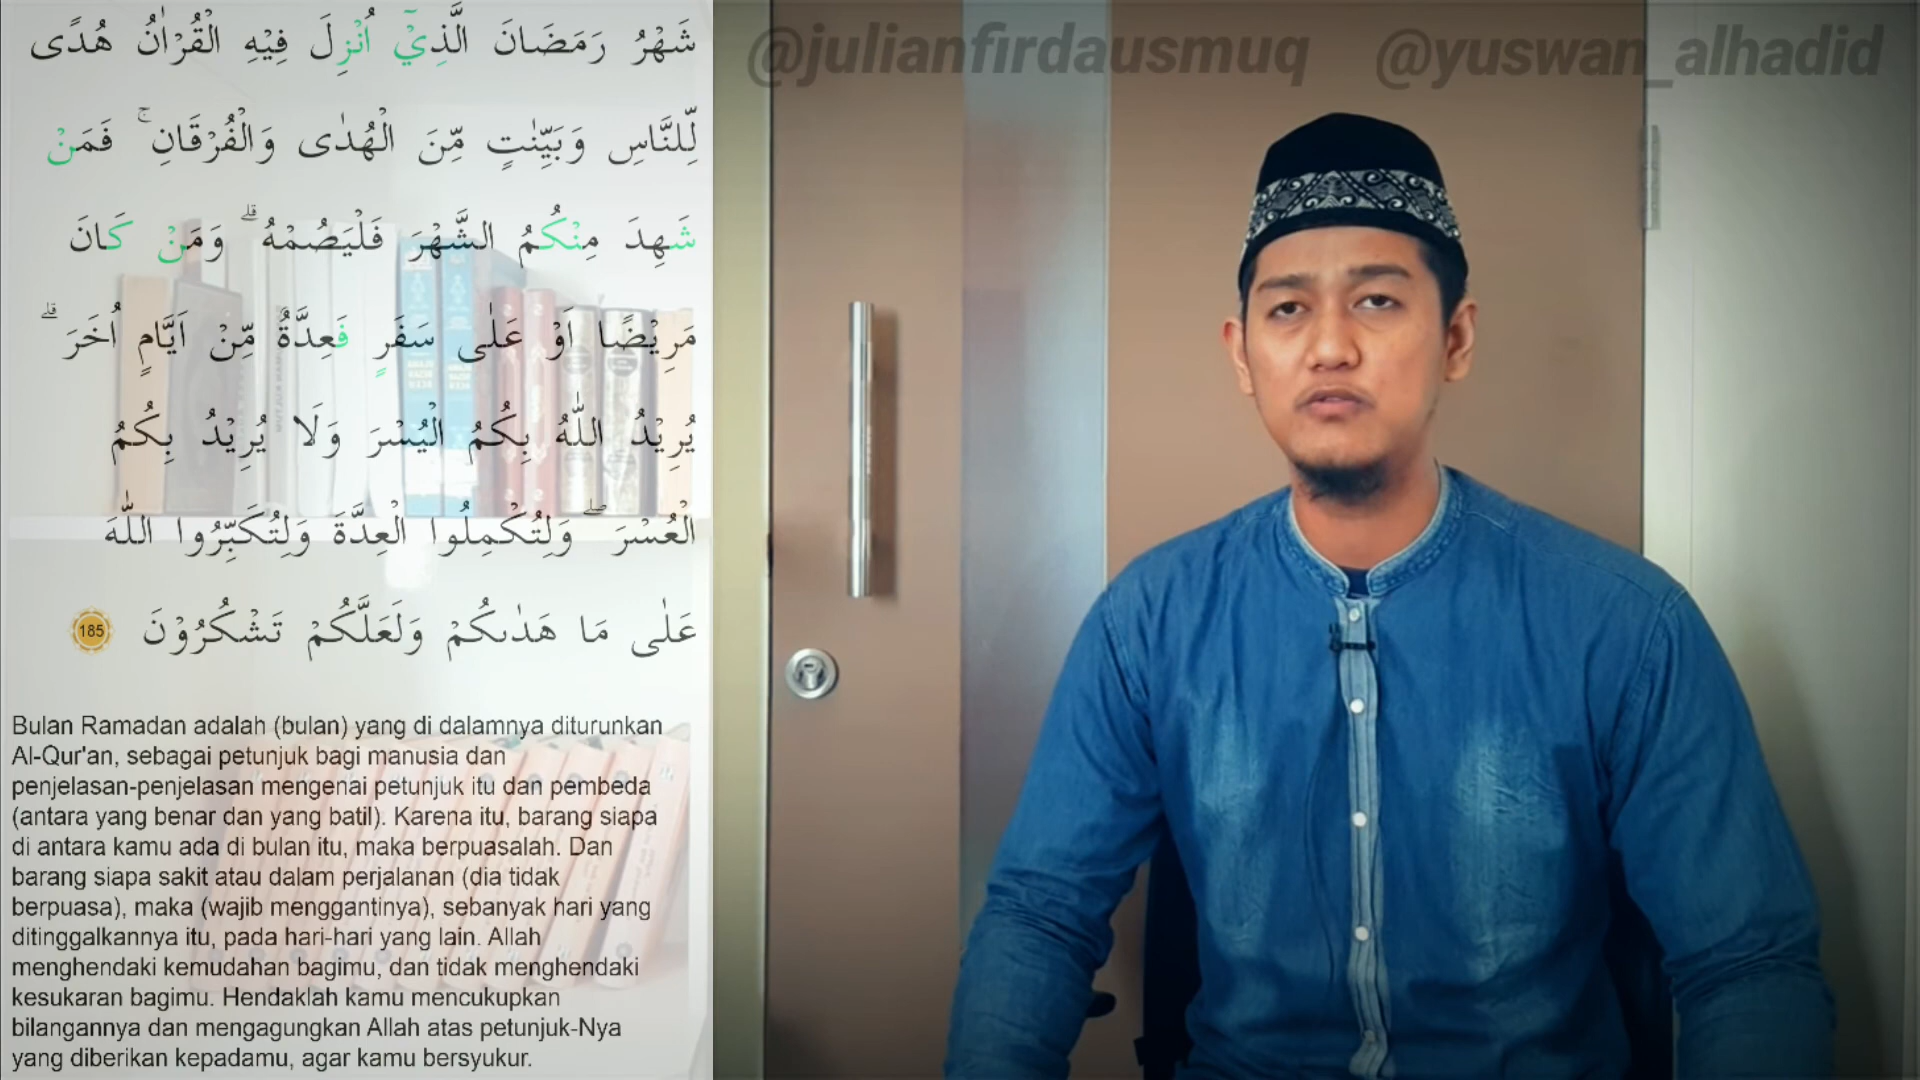 شَهْرُ رَمَضَانَ الَّذِيْٓ اُنْزِلَ فِيْهِ الْقُرْاٰنُ هُدًى
لِّلنَّاسِ وَبَيِّنٰتٍ مِّنَ الْهُدٰى وَالْفُرْقَانِۚ فَمَنْ
شَهِدَ مِنْكُمُ الشَّهْرَ فَلْيَصُمْهُۗ وَمَنْ كَانَ
مَرِيْضًا اَوْ عَلٰى سَفَرٍ فَعِدَّةٌ مِّنْ اَيَّامٍ اُخَرَۗ
يُرِيْدُ اللّٰهُ بِكُمُ الْيُسْرَ وَلَا يُرِيْدُ بِكُمُ
الْعُسْرَۖ وَلِتُكْمِلُوا الْعِدَّةَ وَلِتُكَبِّرُوا اللّٰهَ
عَلٰى مَا هَدٰىكُمْ وَلَعَلَّكُمْ تَشْكُرُوْنَ 185
Bulan Ramadan adalah (bulan) yang di dalamnya diturunkan
Al-Qur'an, sebagai petunjuk bagi manusia dan
penjelasan-penjelasan mengenai petunjuk itu dan pembeda
(antara yang benar dan yang batil). Karena itu, barang siapa
di antara kamu ada di bulan itu, maka berpuasalah. Dan
barang siapa sakit atau dalam perjalanan (dia tidak
berpuasa), maka (wajib menggantinya), sebanyak hari yang
ditinggalkannya itu, pada hari-hari yang lain. Allah
menghendaki kemudahan bagimu, dan tidak menghendaki
kesukaran bagimu. Hendaklah kamu mencukupkan
bilangannya dan mengagungkan Allah atas petunjuk-Nya
yang diberikan kepadamu, agar kamu bersyukur.
@julianfirdausmuq @yuswan_alhadid